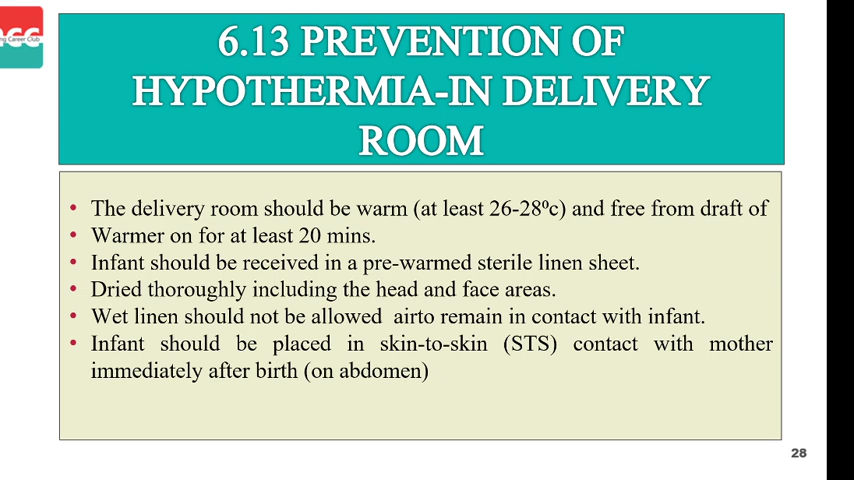 ncc
ng Career Club
6.13 PREVENTION OF
HYPOTHERMIA-IN DELIVERY
ROOM
• The delivery room should be warm (at least 26-28⁰c) and free from draft of
• Warmer on for at least 20 mins.
• Infant should be received in a pre-warmed sterile linen sheet.
• Dried thoroughly including the head and face areas.
• Wet linen should not be allowed airto remain in contact with infant.
• Infant should be placed in skin-to-skin (STS) contact with mother
immediately after birth (on abdomen)
28